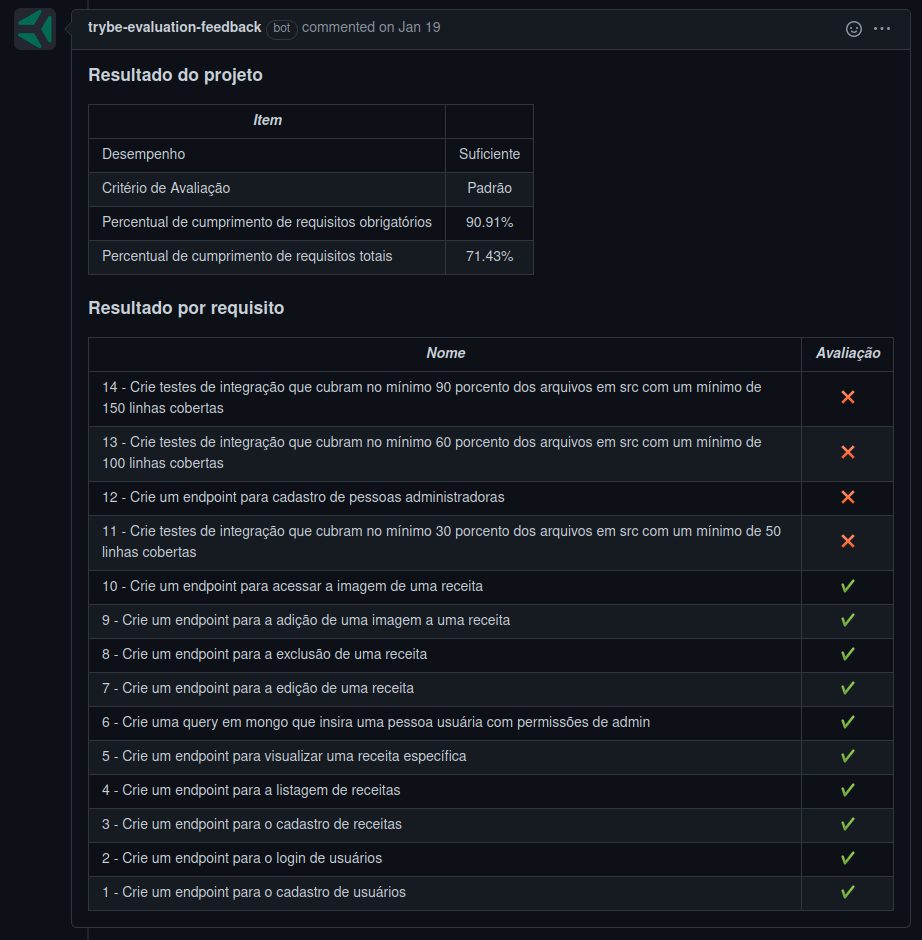 trybe-evaluation-feedback bot commented on Jan 19
Resultado do projeto
Item
Desempenho Suficiente
Critério de Avaliação Padrão
Percentual de cumprimento de requisitos obrigatórios 90.91%
Percentual de cumprimento de requisitos totais 71.43%
Resultado por requisito
Nome Avaliação
14 - Crie testes de integração que cubram no mínimo 90 porcento dos arquivos em src com um mínimo de
150 linhas cobertas
13 - Crie testes de integração que cubram no mínimo 60 porcento dos arquivos em src com um mínimo de
100 linhas cobertas
12 - Crie um endpoint para cadastro de pessoas administradoras
11 - Crie testes de integração que cubram no mínimo 30 porcento dos arquivos em src com um mínimo de 50
linhas cobertas
10 - Crie um endpoint para acessar a imagem de uma receita
9 - Crie um endpoint para a adição de uma imagem a uma receita
8 - Crie um endpoint para a exclusão de uma receita
7 - Crie um endpoint para a edição de uma receita
6 - Crie uma query em mongo que insira uma pessoa usuária com permissões de admin
5 - Crie um endpoint para visualizar uma receita específica
4 - Crie um endpoint para a listagem de receitas
3 - Crie um endpoint para o cadastro de receitas
2 - Crie um endpoint para o login de usuários
1 - Crie um endpoint para o cadastro de usuários